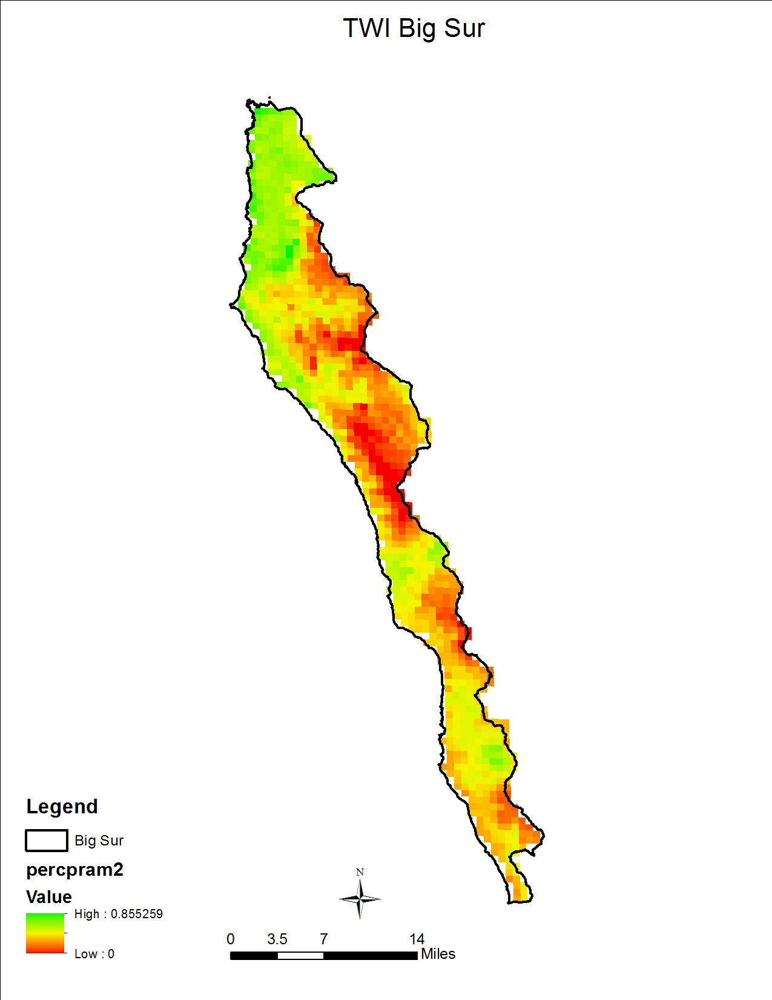 TWI Big Sur
Legend
Big Sur
percpram2
Value
High : 0.855259
Low : 0
N
0 3.5 7 14
Miles